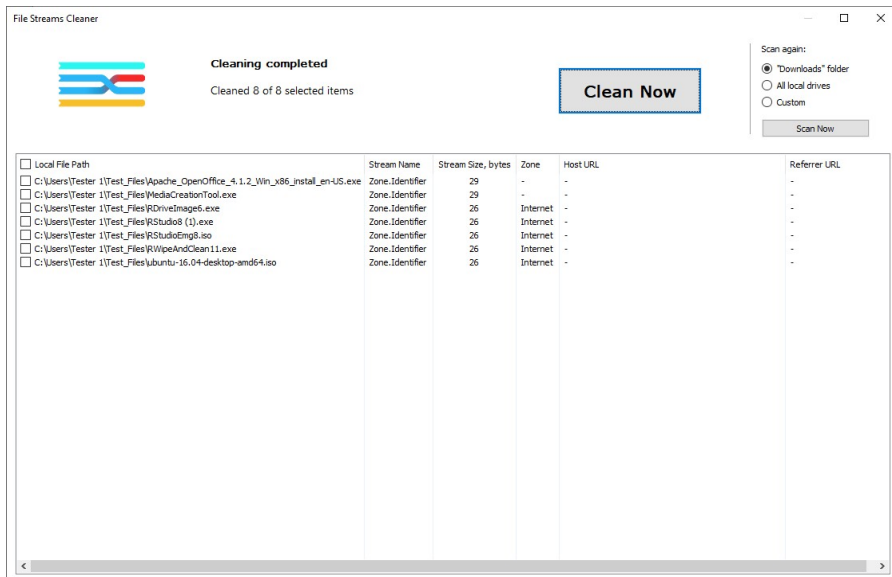 File Streams Cleaner
Cleaning completed
Cleaned 8 of 8 selected items
Clean Now
Scan again:
"Downloads" folder
All local drives
Custom
Scan Now
Local File Path Stream Name Stream Size, bytes Zone Host URL Referrer URL
C:\Users\Tester 1\Test_Files\Apache_OpenOffice_4.1.2_Win_x86_install_en-US.exe Zone.Identifier 29 - - -
C:\Users\Tester 1\Test_Files\MediaCreationTool.exe Zone.Identifier 29 - - -
C:\Users\Tester 1\Test_Files\RDriveImage6.exe Zone.Identifier 26 Internet - -
C:\Users\Tester 1\Test_Files\RStudio8 (1).exe Zone.Identifier 26 Internet - -
C:\Users\Tester 1\Test_Files\RStudioEmg8.iso Zone.Identifier 26 Internet - -
C:\Users\Tester 1\Test_Files\RWipeAndClean11.exe Zone.Identifier 26 Internet - -
C:\Users\Tester 1\Test_Files\ubuntu-16.04-desktop-amd64.iso Zone.Identifier 26 Internet - -